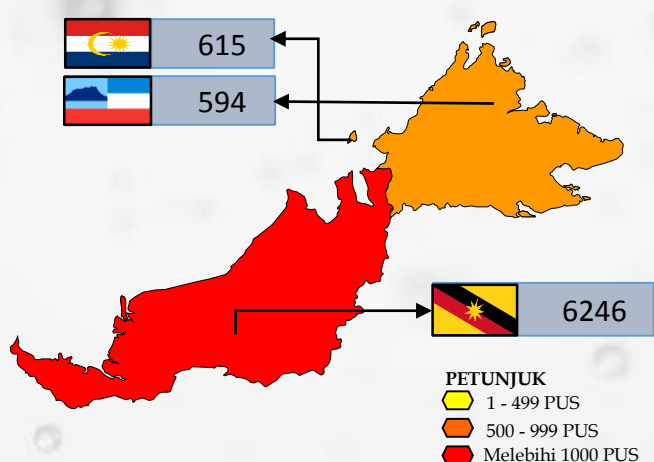 615
594
6246
PETUNJUK
1 - 499 PUS
500 - 999 PUS
Melebihi 1000 PUS